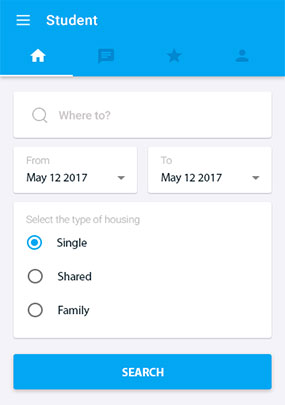 Student
Where to?
From
To
May 12 2017
May 12 2017
Select the type of housing
Single
Shared
Family
SEARCH